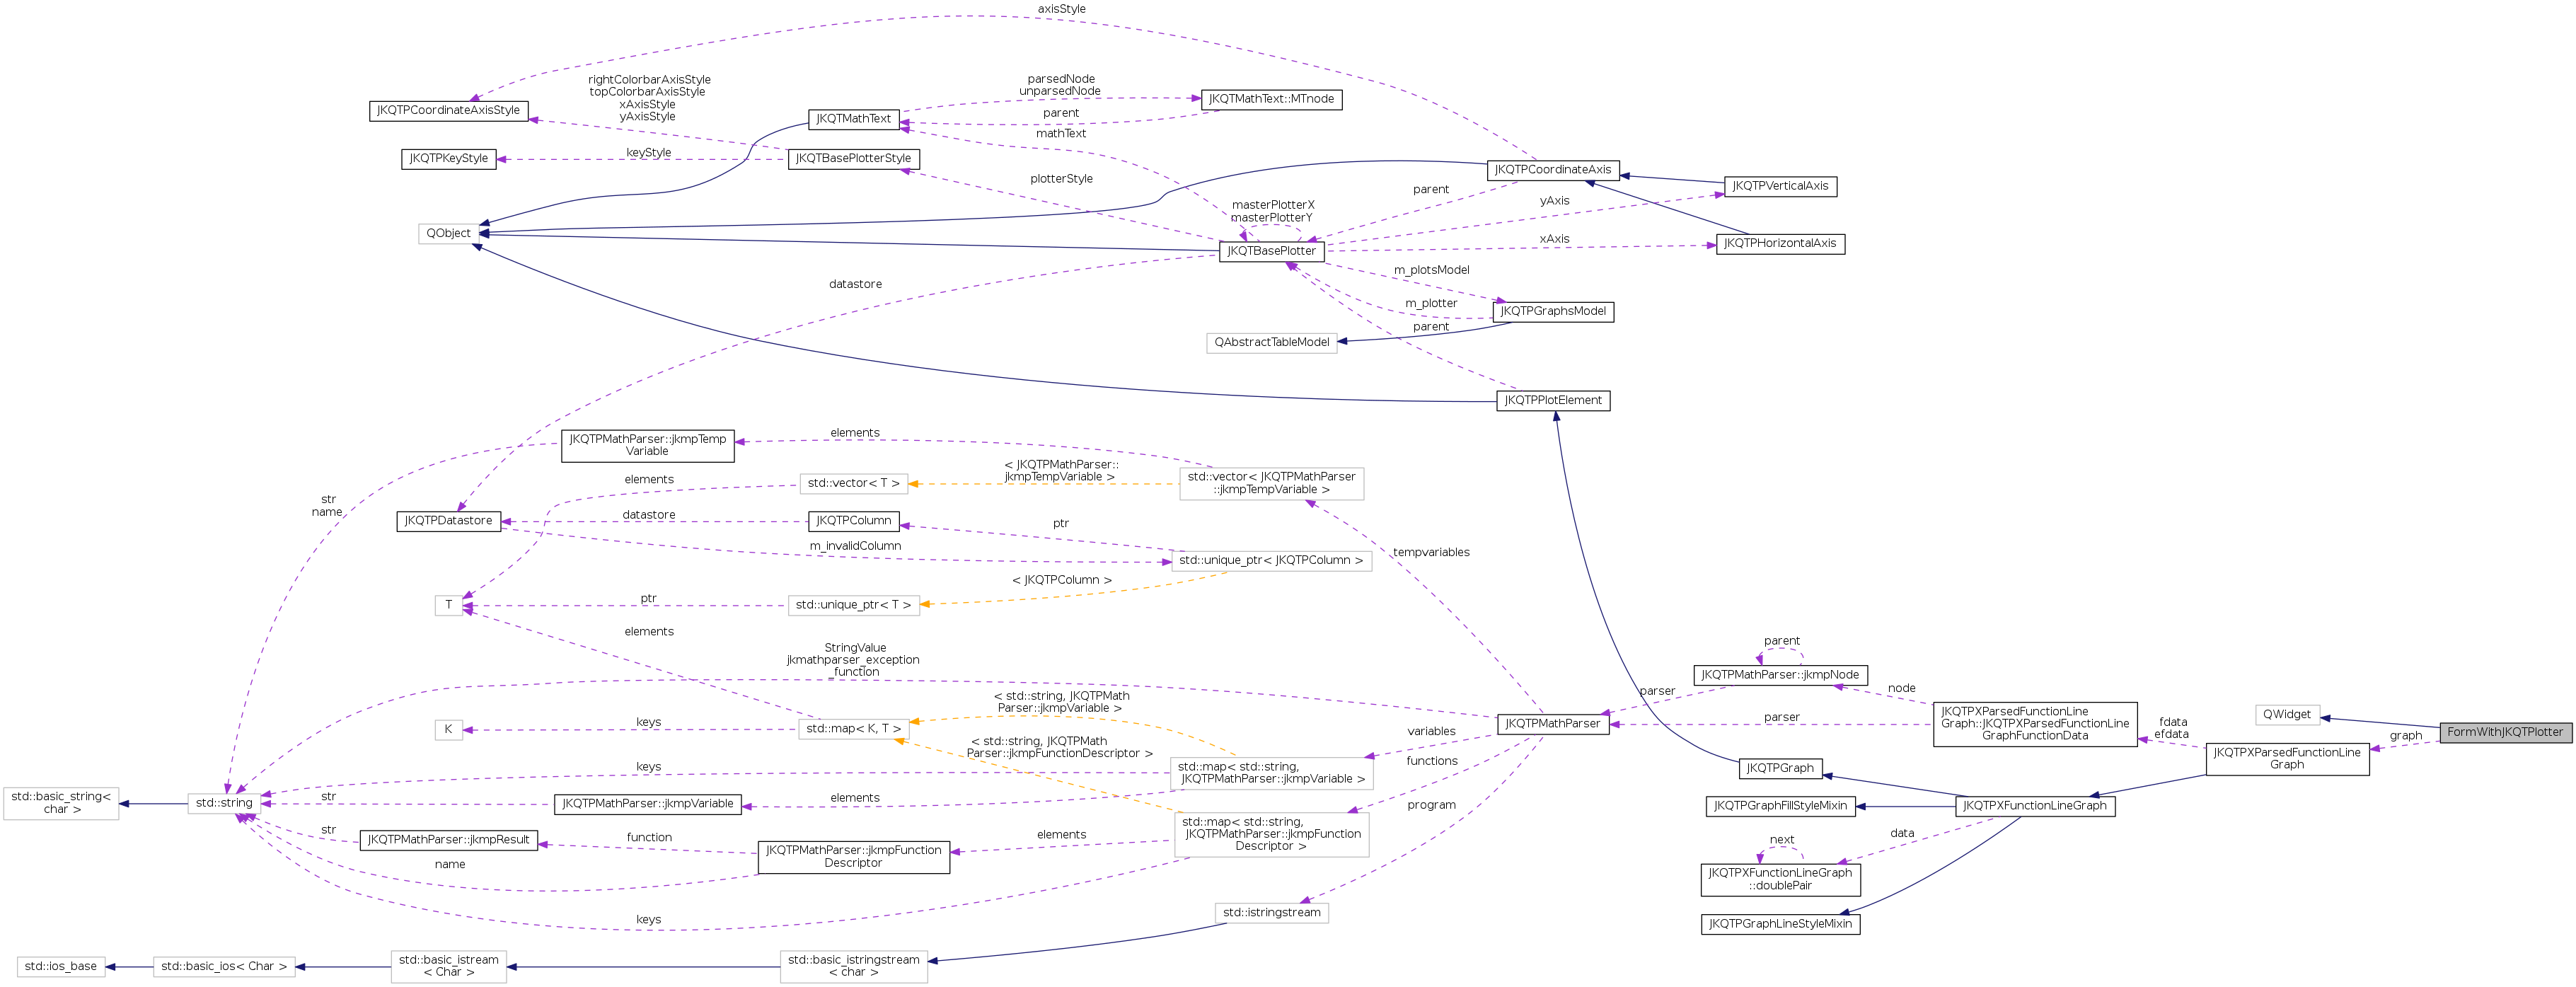 axisStyle
rightColorbarAxisStyle
topColorbarAxisStyle
xAxisStyle
yAxisStyle
parsedNode
unparsedNode
JKQTPCoordinateAxisStyle
JKQTMathText
JKQTMathText::MTnode
parent
mathText
JKQTPKeyStyle
keyStyle
JKQTBasePlotterStyle
plotterStyle
JKQTPCoordinateAxis
JKQTPVerticalAxis
parent
yAxis
masterPlotterX
masterPlotterY
QObject
JKQTBasePlotter
xAxis
JKQTPHorizontalAxis
m_plotsModel
datastore
m_plotter
JKQTPGraphsModel
parent
QAbstractTableModel
JKQTPPlotElement
elements
JKQTPMathParser::jkmpTemp
Variable
< JKQTPMathParser::
jkmpTempVariable >
std::vector< JKQTPMathParser
::jkmpTempVariable >
elements
std::vector< T >
str
name
JKQTPDatastore
datastore
JKQTPColumn
ptr
m_invalidColumn
tempvariables
std::unique_ptr< JKQTPColumn >
< JKQTPColumn >
T
ptr
std::unique_ptr< T >
elements
StringValue
jkmathparser_exception
_function
parent
JKQTPMathParser::jkmpNode
parser
node
< std::string, JKQTPMath
Parser::jkmpVariable >
K
keys
std::map< K, T >
JKQTPMathParser
parser
JKQTPXParsedFunctionLine
Graph::JKQTPXParsedFunctionLine
GraphFunctionData
fdata
efdata
QWidget
FormWithJKQTPlotter
graph
variables
< std::string, JKQTPMath
Parser::jkmpFunctionDescriptor >
functions
JKQTPXParsedFunctionLine
Graph
keys
std::map< std::string,
JKQTPMathParser::jkmpVariable >
JKQTPGraph
std::basic_string<
char >
std::string
str
JKQTPMathParser::jkmpVariable
elements
program
JKQTPGraphFillStyleMixin
JKQTPXFunctionLineGraph
str
JKQTPMathParser::jkmpResult
function
JKQTPMathParser::jkmpFunction
Descriptor
elements
std::map< std::string,
JKQTPMathParser::jkmpFunction
Descriptor >
next
data
name
JKQTPXFunctionLineGraph
::doublePair
keys
std::istringstream
JKQTPGraphLineStyleMixin
std::ios_base
std::basic_ios< Char >
std::basic_istream
< Char >
std::basic_istringstream
< char >